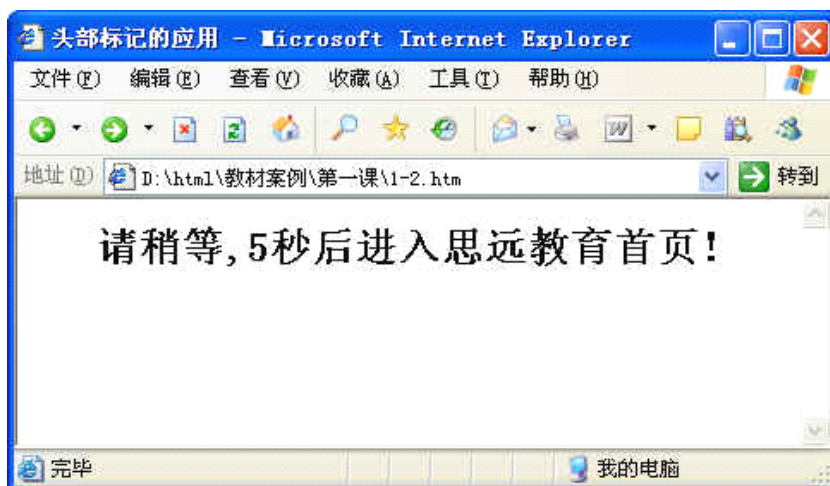 头部标记的应用 - Microsoft Internet Explorer
文件(F) 编辑(E) 查看(V) 收藏(A) 工具(T) 帮助(H)
W
地址(D) D:\html\教材案例\第一课\1-2.htm 转到
请稍等,5秒后进入思远教育首页!
完毕 我的电脑